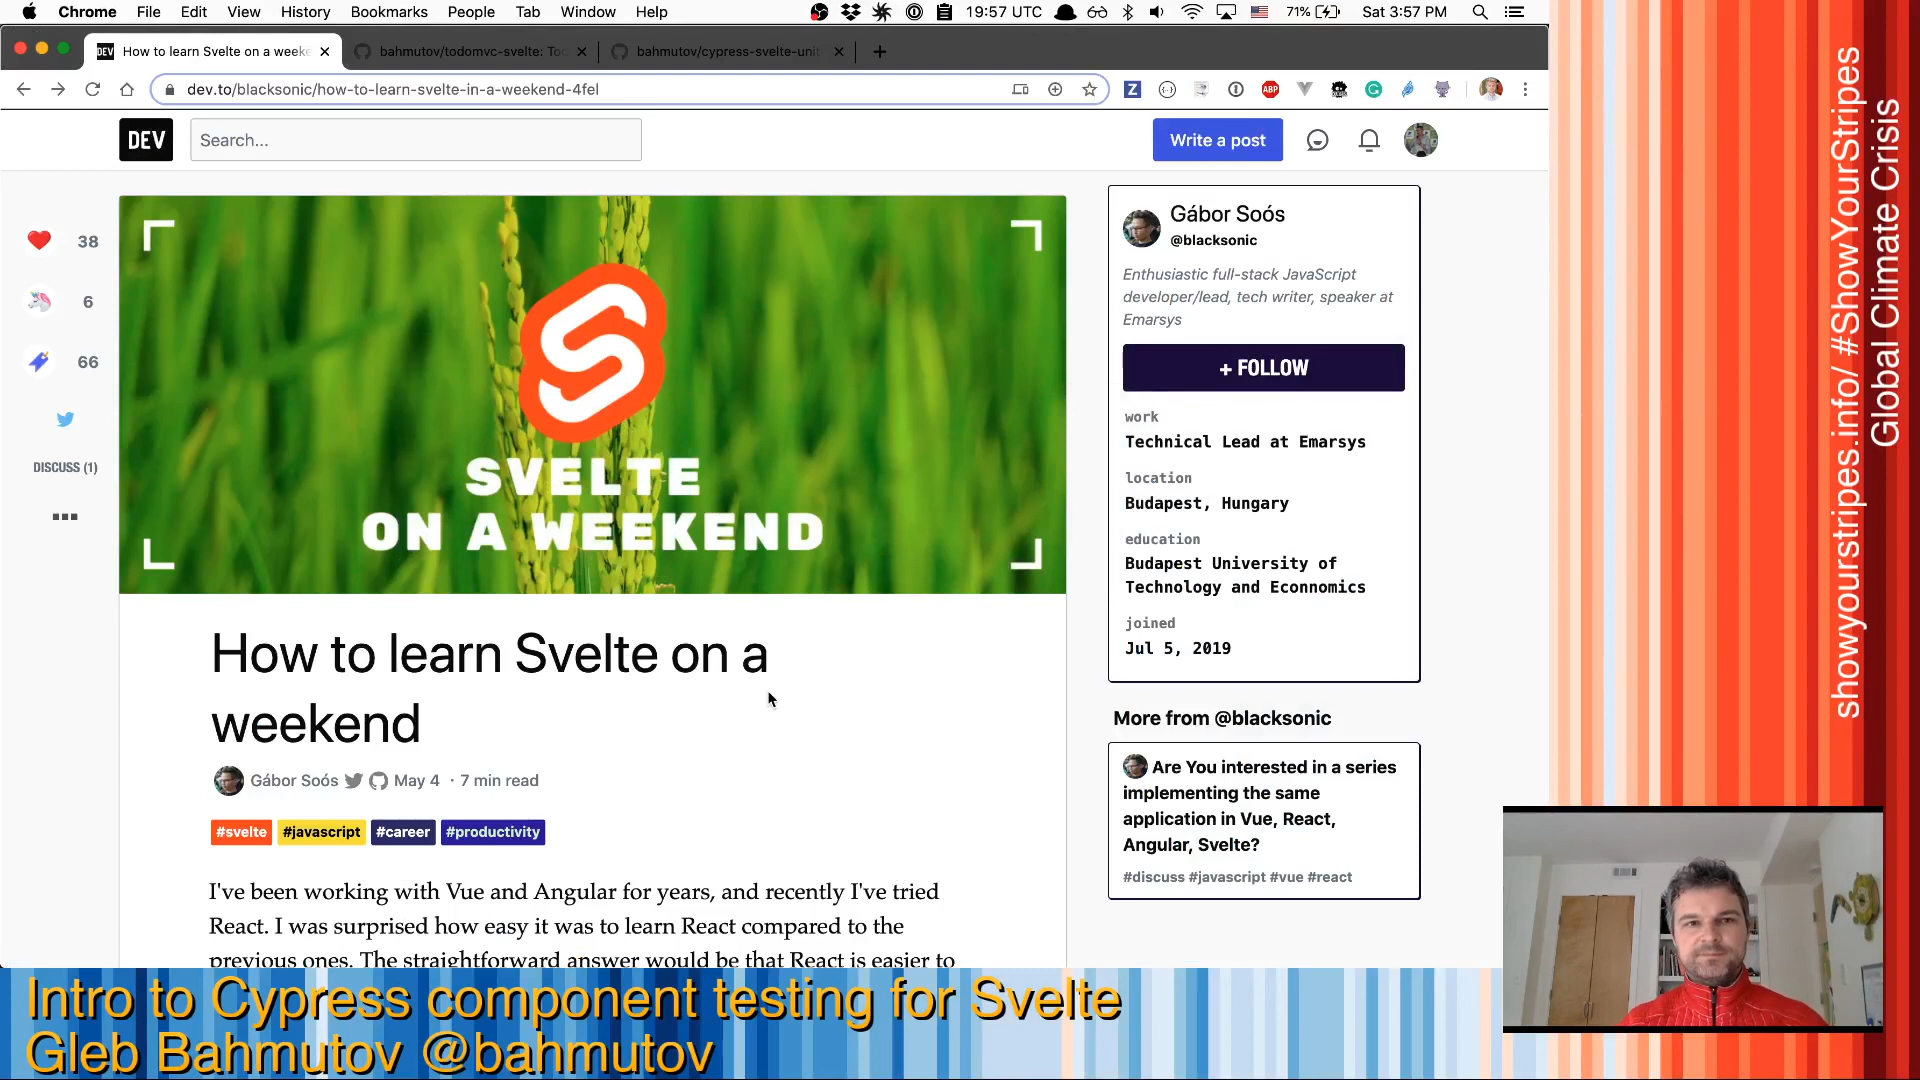 Chrome File Edit View History Bookmarks People Tab Window Help 19:57 UTC 71% Sat 3:57 PM
DEV How to learn Svelte on a weeke bahmutov/todomvc-svelte: To bahmutov/cypress-svelte-unit
dev.to/blacksonic/how-to-learn-svelte-in-a-weekend-4fel
Z ABP
DEV Search... Write a post
38
6
66
DISCUSS (1)
SVELTE
ON A WEEKEND
How to learn Svelte on a
weekend
Gábor Soós May 4 · 7 min read
#svelte #javascript #career #productivity
I've been working with Vue and Angular for years, and recently I've tried
React. I was surprised how easy it was to learn React compared to the
previous ones. The straightforward answer would be that React is easier to
Gábor Soós
@blacksonic
Enthusiastic full-stack JavaScript
developer/lead, tech writer, speaker at
Emarsys
+ FOLLOW
work
Technical Lead at Emarsys
location
Budapest, Hungary
education
Budapest University of
Technology and Econnomics
joined
Jul 5, 2019
More from @blacksonic
Are You interested in a series
implementing the same
application in Vue, React,
Angular, Svelte?
#discuss #javascript #vue #react
showyourstripes.info/ #ShowYourStripes
Global Climate Crisis
Intro to Cypress component testing for Svelte
Gleb Bahmutov @bahmutov